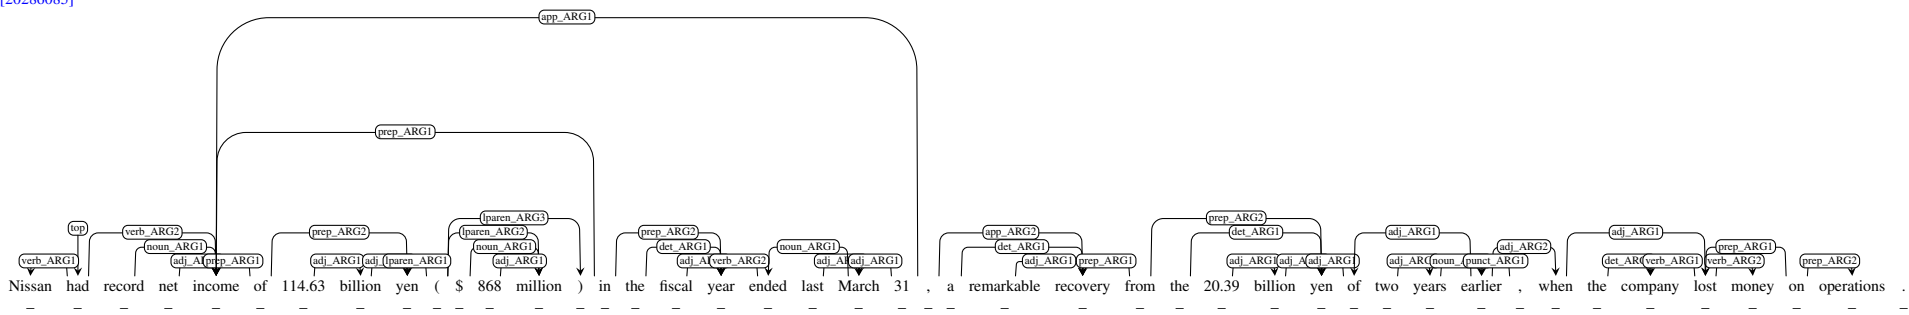 [20286085]
app_ARG1
prep_ARG1
lparen_ARG3 prep_ARG2
top verb_ARG2 prep_ARG2 lparen_ARG2 prep_ARG2 app_ARG2 det_ARG1 adj_ARG1 adj_ARG1
noun_ARG1 noun_ARG1 det_ARG1 noun_ARG1 det_ARG1 adj_ARG2 prep_ARG1
verb_ARG1 prep_ARG1 adj_ARG1 lparen_ARG1 adj_ARG1 verb_ARG2 adj_ARG1 adj_ARG1 prep_ARG1 adj_ARG1 punct_ARG1 verb_ARG1 verb_ARG2 prep_ARG2
Nissan had record net income of 114.63 billion yen ( $ 868 million ) in the fiscal year ended last March 31 , a remarkable recovery from the 20.39 billion yen of two years earlier , when the company lost money on operations .